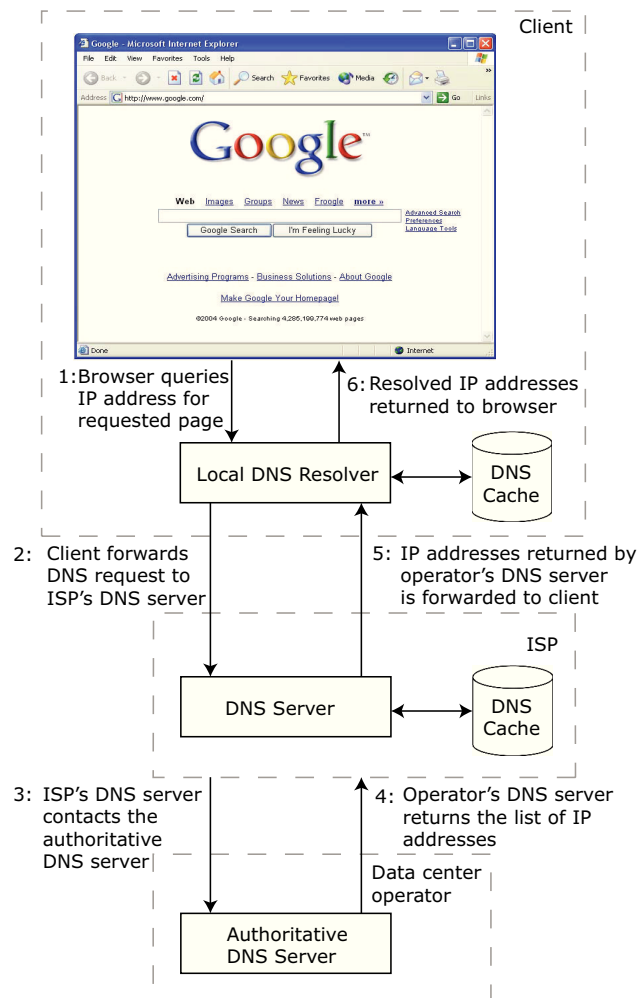 Client
Google - Microsoft Internet Explorer
File Edit View Favorites Tools Help
Back Search Favorites Media
Address http://www.google.com/ Go Links
Google™
Web Images Groups News Froogle more »
Advanced Search
Preferences
Language Tools
Google Search I'm Feeling Lucky
Advertising Programs - Business Solutions - About Google
Make Google Your Homepage!
©2004 Google - Searching 4,285,199,774 web pages
Done Internet
1: Browser queries
IP address for
requested page
6: Resolved IP addresses
returned to browser
Local DNS Resolver
DNS
Cache
2: Client forwards
DNS request to
ISP's DNS server
5: IP addresses returned by
operator's DNS server
is forwarded to client
ISP
DNS Server
DNS
Cache
3: ISP's DNS server
contacts the
authoritative
DNS server
4: Operator's DNS server
returns the list of IP
addresses
Data center
operator
Authoritative
DNS Server